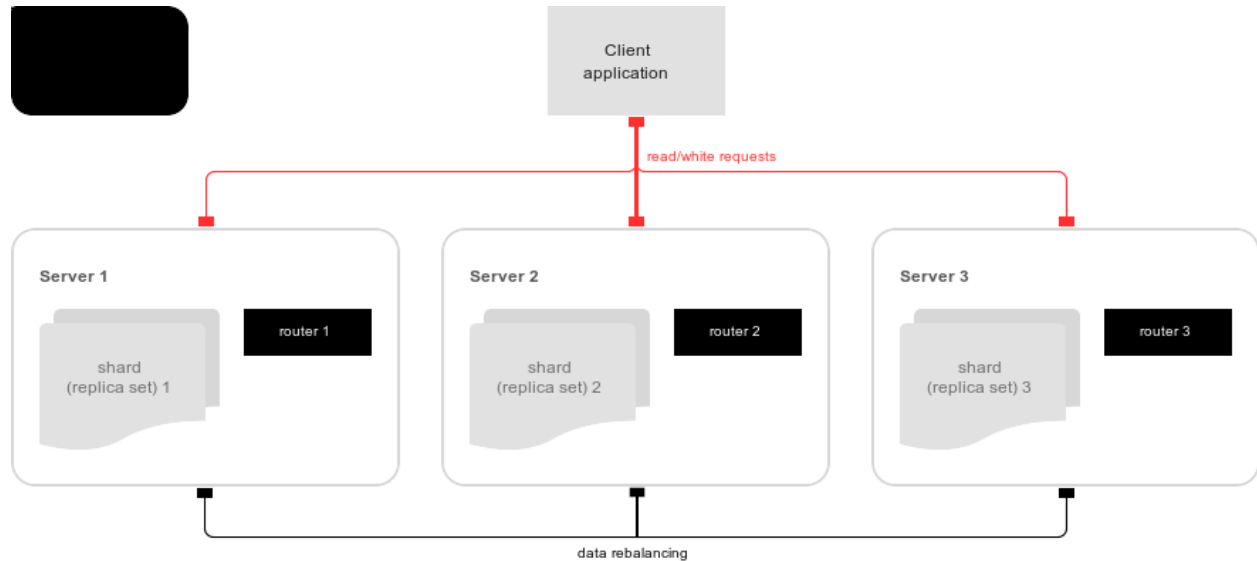 Client
application
read/white requests
Server 1
Server 2
Server 3
router 1
router 2
router 3
shard
(replica set) 1
shard
(replica set) 2
shard
(replica set) 3
data rebalancing